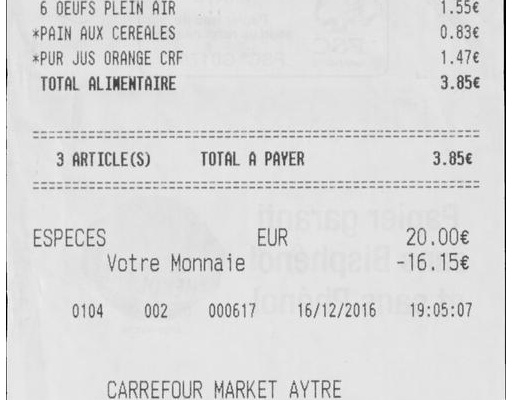 6 OEUFS PLEIN AIR 1.55€
*PAIN AUX CEREALES 0.83€
*PUR JUS ORANGE CRF 1.47€
TOTAL ALIMENTAIRE 3.85€
3 ARTICLE(S) TOTAL A PAYER 3.85€
ESPECES EUR 20.00€
Votre Monnaie -16.15€
0104 002 000617 16/12/2016 19:05:07
CARREFOUR MARKET AYTRE